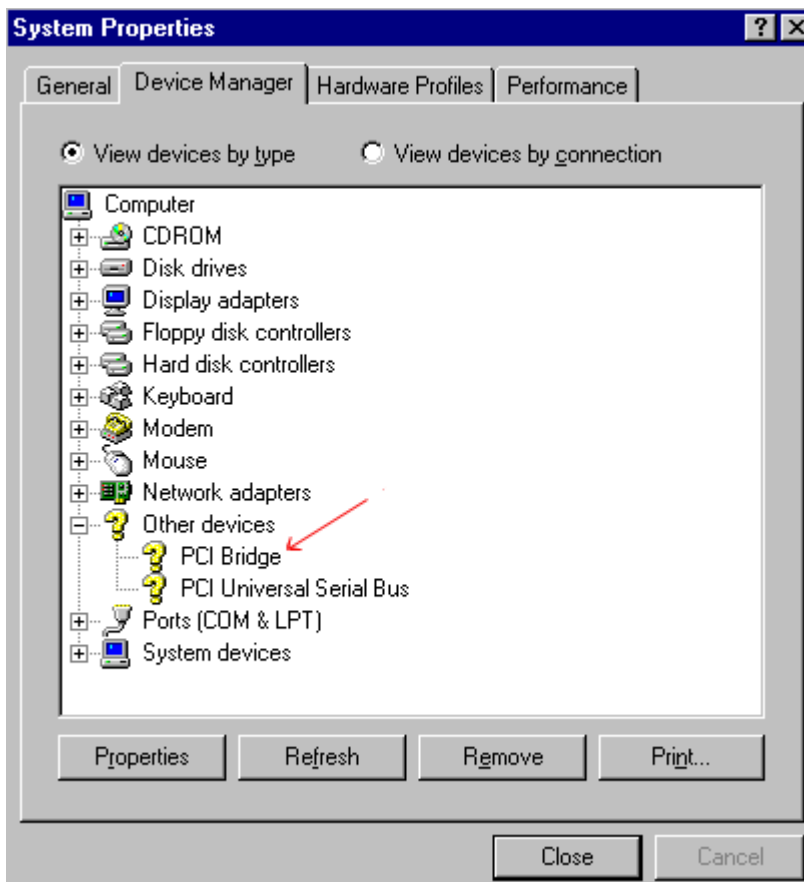 System Properties
General Device Manager Hardware Profiles Performance
View devices by type View devices by connection
Computer
CDROM
Disk drives
Display adapters
Floppy disk controllers
Hard disk controllers
Keyboard
Modem
Mouse
Network adapters
Other devices
PCI Bridge
PCI Universal Serial Bus
Ports (COM & LPT)
System devices
Properties Refresh Remove Print...
Close Cancel